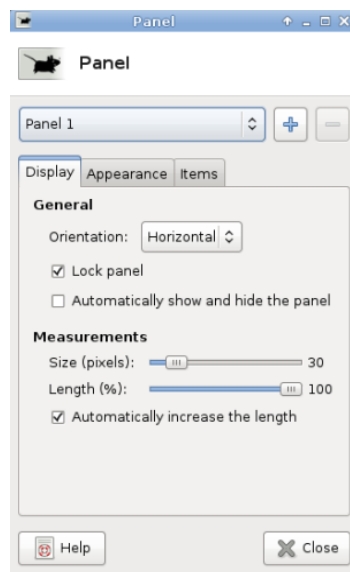 Panel
Panel
Panel 1
Display Appearance Items
General
Orientation: Horizontal
Lock panel
Automatically show and hide the panel
Measurements
Size (pixels): 30
Length (%): 100
Automatically increase the length
Help Close